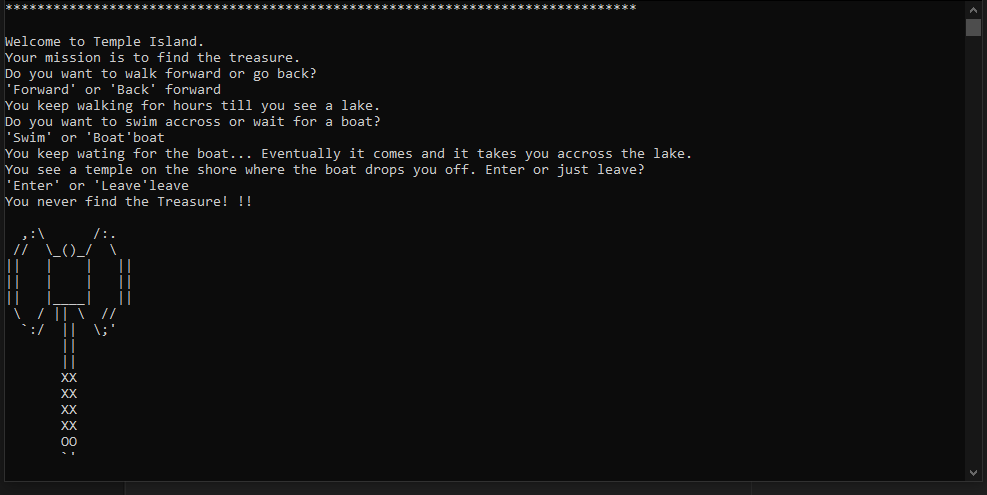 *******************************************************************************
Welcome to Temple Island.
Your mission is to find the treasure.
Do you want to walk forward or go back?
'Forward' or 'Back' forward
You keep walking for hours till you see a lake.
Do you want to swim accross or wait for a boat?
'Swim' or 'Boat'boat
You keep wating for the boat... Eventually it comes and it takes you accross the lake.
You see a temple on the shore where the boat drops you off. Enter or just leave?
'Enter' or 'Leave'leave
You never find the Treasure! !!

  ,:\      /:.
 //  \_()_/  \
||   |    |   ||
||   |    |   ||
||   |____|   ||
 \  / || \  //
  `:/  ||  \;'
       ||
       ||
       XX
       XX
       XX
       XX
       OO
       `'